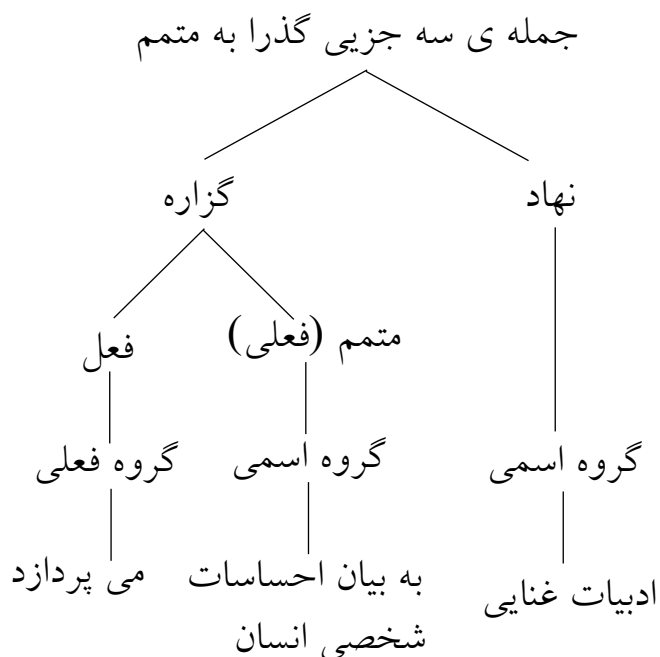 جمله ی سه جزیی گذرا به متمم
نهاد
گزاره
متمم (فعلی)
فعل
گروه اسمی
گروه اسمی
گروه فعلی
ادبیات غنایی
به بیان احساسات
شخصی انسان
می پردازد